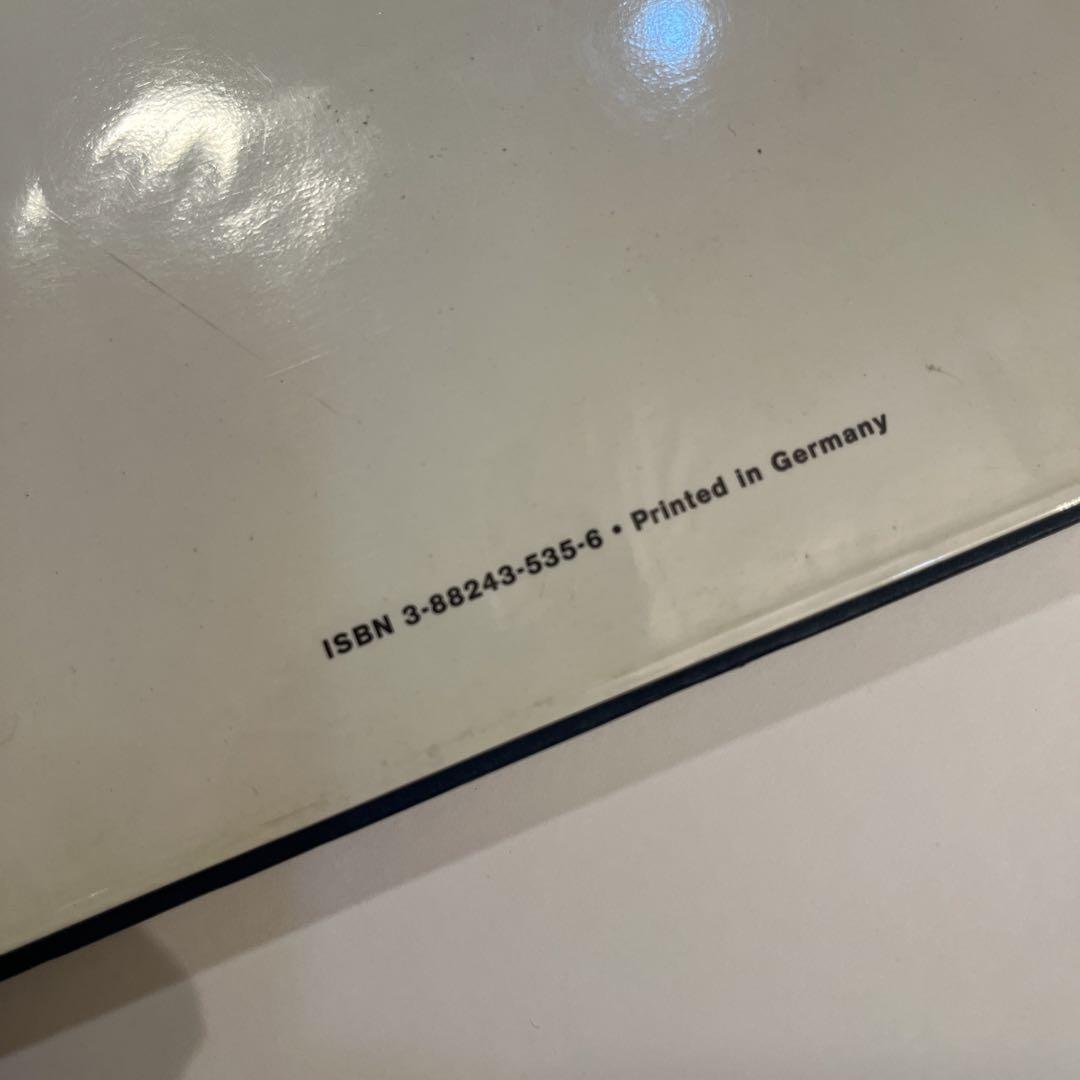 ISBN 3-88243-535-6 • Printed in Germany